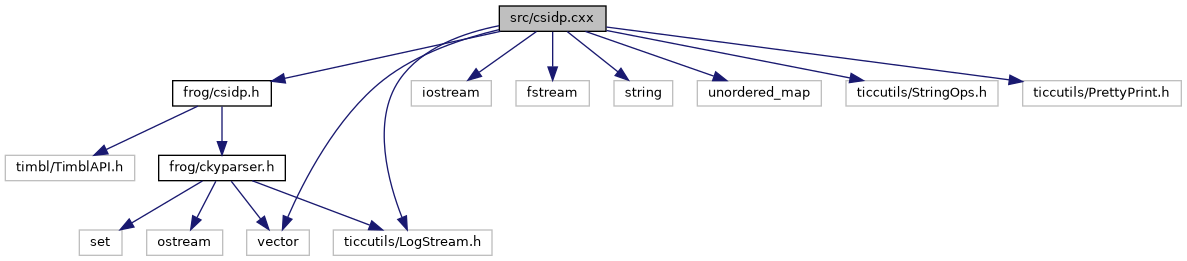 src/csidp.cxx
frog/csidp.h
iostream
fstream
string
unordered_map
ticcutils/StringOps.h
ticcutils/PrettyPrint.h
timbl/TimblAPI.h
frog/ckyparser.h
set
ostream
vector
ticcutils/LogStream.h